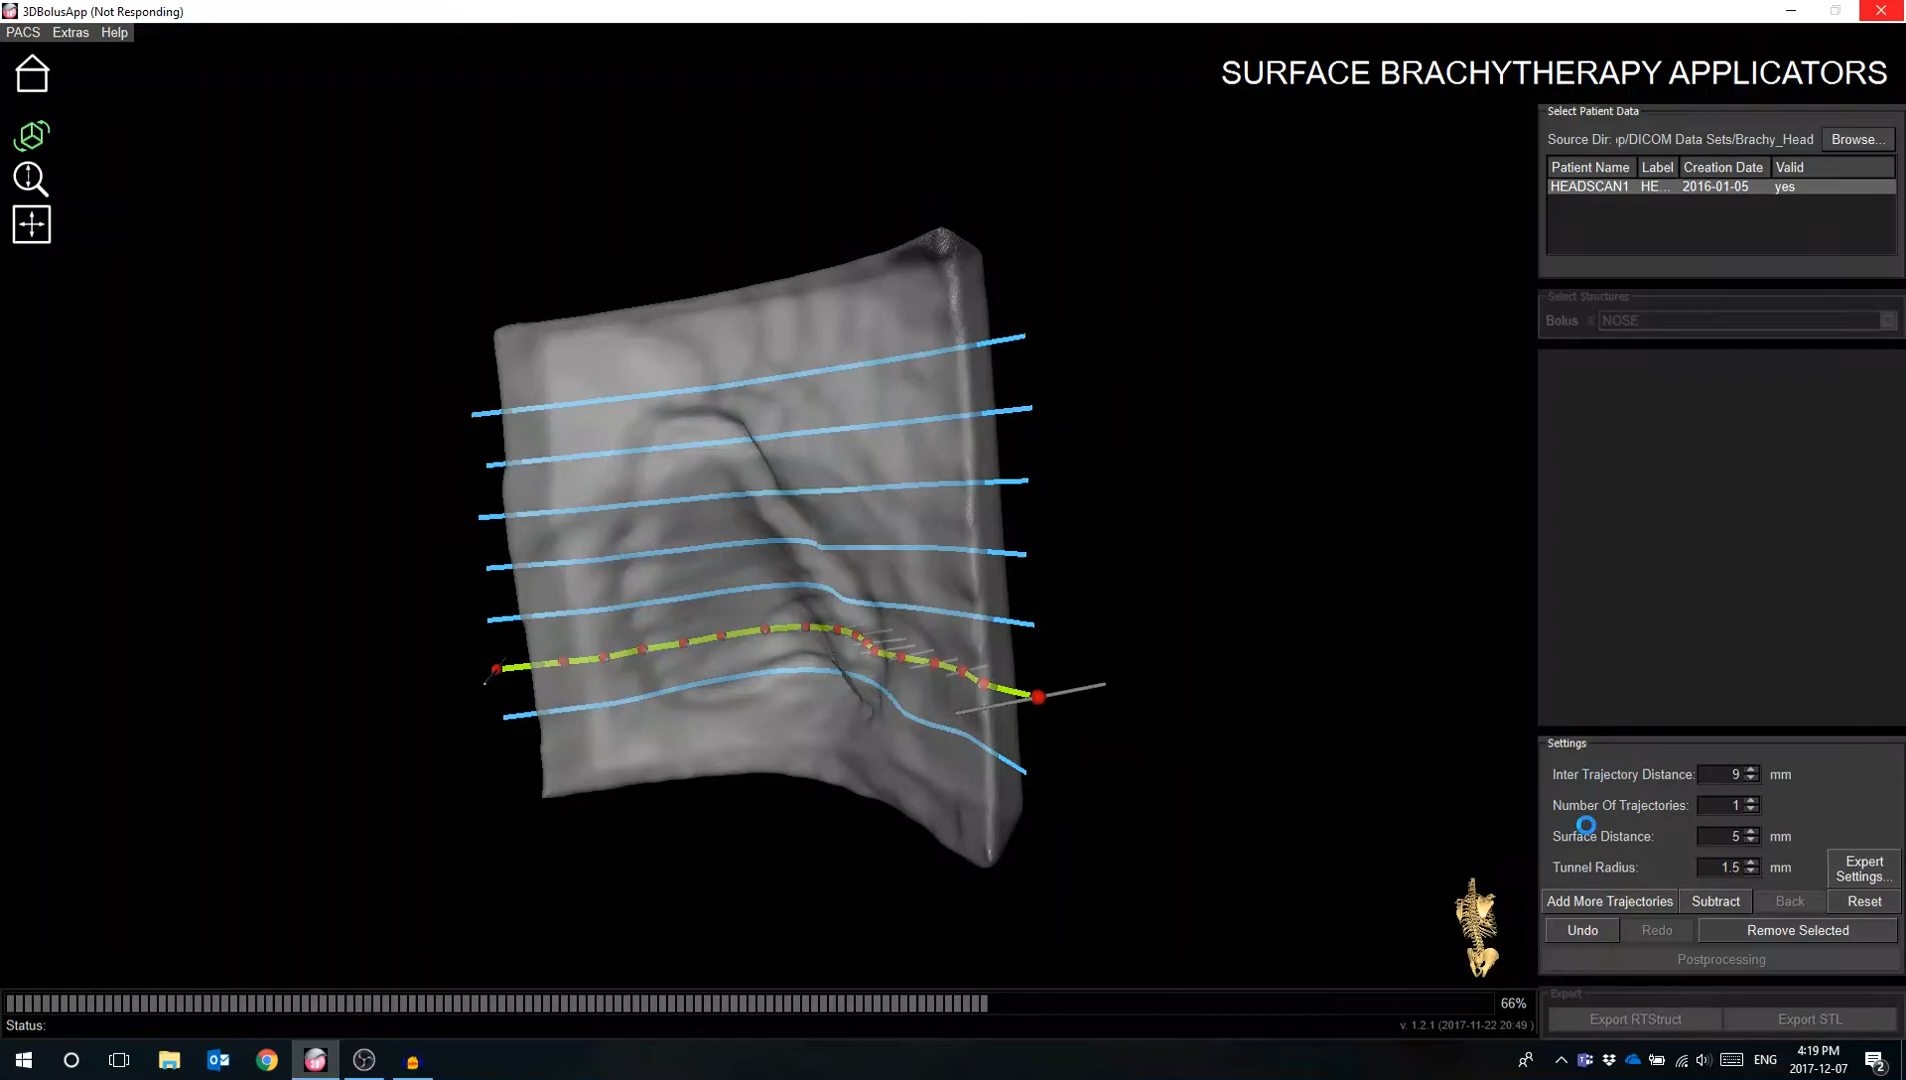 3DBolusApp (Not Responding)
PACS Extras Help
SURFACE BRACHYTHERAPY APPLICATORS
Select Patient Data
Source Dir: p/DICOM Data Sets/Brachy_Head Browse...
Patient Name Label Creation Date Valid
HEADSCAN1 HE... 2016-01-05 yes
Select Structures
Bolus NOSE
Settings
Inter Trajectory Distance: 9 mm
Number Of Trajectories: 1
Surface Distance: 5 mm
Tunnel Radius: 1.5 mm
Expert Settings...
Add More Trajectories Subtract Back Reset
Undo Redo Remove Selected
Postprocessing
66%
Export
Status:
v. 1.2.1 (2017-11-22 20:49 )
Export RTStruct Export STL
ENG
4:19 PM
2017-12-07
2